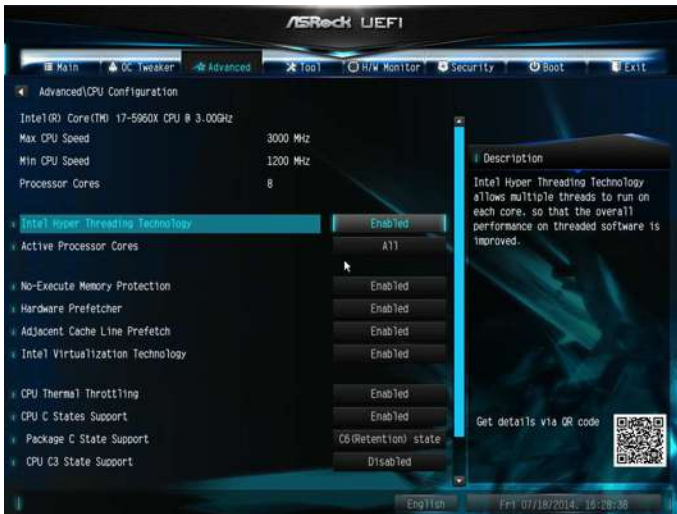 ASRock UEFI
Main OC Tweaker Advanced Tool H/W Monitor Security Boot Exit
Advanced\CPU Configuration
Intel(R) Core(TM) i7-5960X CPU @ 3.00GHz
Max CPU Speed 3000 MHz
Min CPU Speed 1200 MHz
Processor Cores 8
Intel Hyper Threading Technology Enabled
Active Processor Cores All
No-Execute Memory Protection Enabled
Hardware Prefetcher Enabled
Adjacent Cache Line Prefetch Enabled
Intel Virtualization Technology Enabled
CPU Thermal Throttling Enabled
CPU C States Support Enabled
Package C State Support C6(Retention) state
CPU C3 State Support Disabled
Description
Intel Hyper Threading Technology
allows multiple threads to run on
each core, so that the overall
performance on threaded software is
improved.
Get details via QR code
English Fri 07/18/2014, 16:28:36